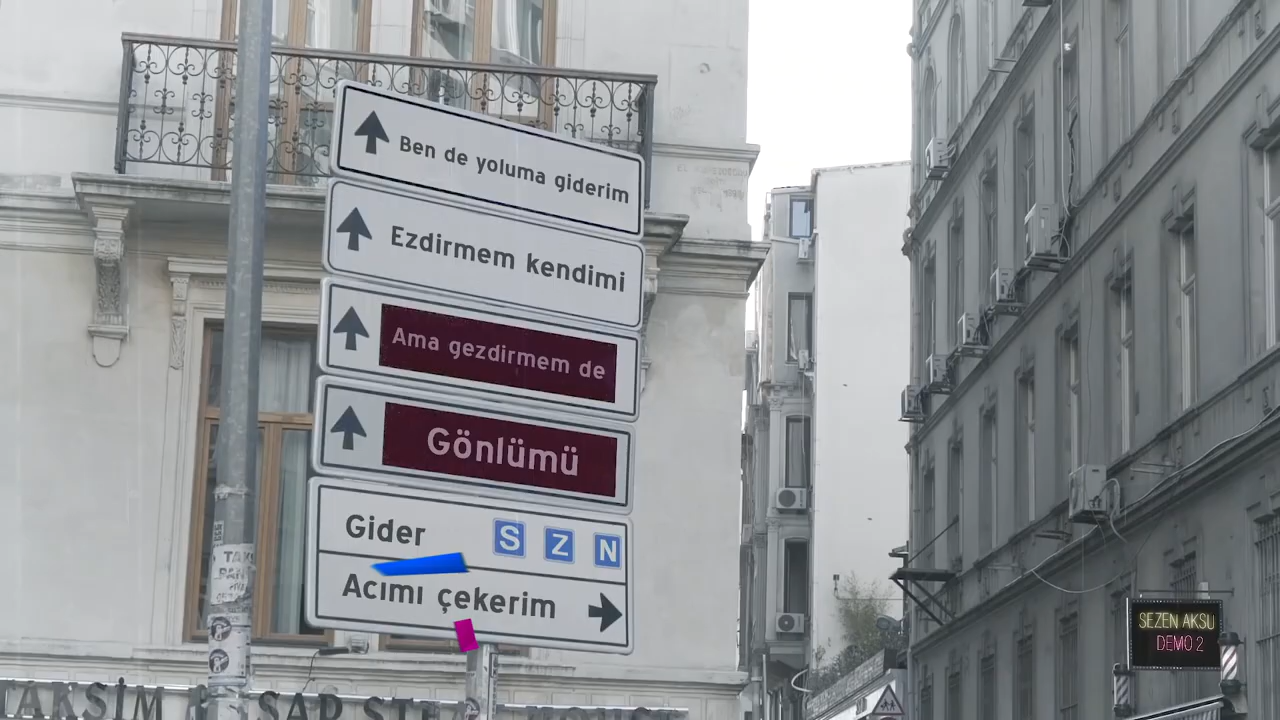 Ben de yoluma giderim
Ezdirmem kendimi
Ama gezdirmem de
Gönlümü
Gider S Z N
Acımı çekerim
SEZEN AKSU
DEMO 2
TAKSİM